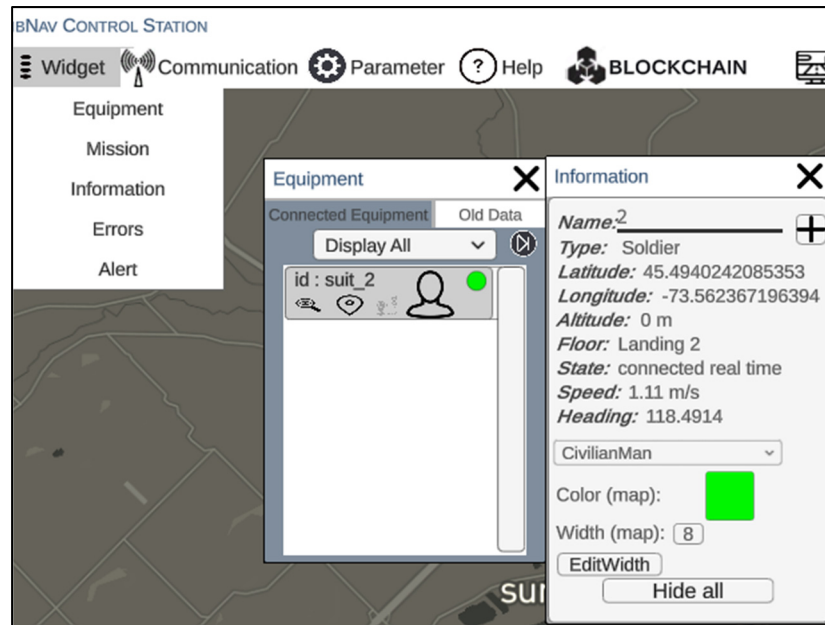 BNAV CONTROL STATION
Widget Communication Parameter ? Help BLOCKCHAIN
Equipment
Mission
Information
Errors
Alert
Equipment
Connected Equipment Old Data
Display All
id : suit_2
Information
Name: 2
Type: Soldier
Latitude: 45.4940242085353
Longitude: -73.562367196394
Altitude: 0 m
Floor: Landing 2
State: connected real time
Speed: 1.11 m/s
Heading: 118.4914
CivilianMan
Color (map):
Width (map): 8
EditWidth
Hide all